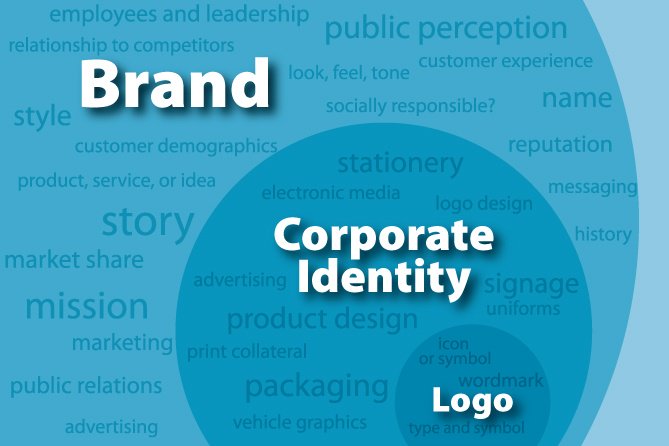 employees and leadership
public perception
relationship to competitors
Brand
look, feel, tone
customer experience
style
socially responsible?
name
customer demographics
reputation
product, service, or idea
stationery
electronic media
messaging
story
logo design
Corporate
Identity
history
market share
advertising
signage
mission
product design
uniforms
marketing
print collateral
icon
or symbol
public relations
packaging
wordmark
Logo
advertising
vehicle graphics
type and symbol